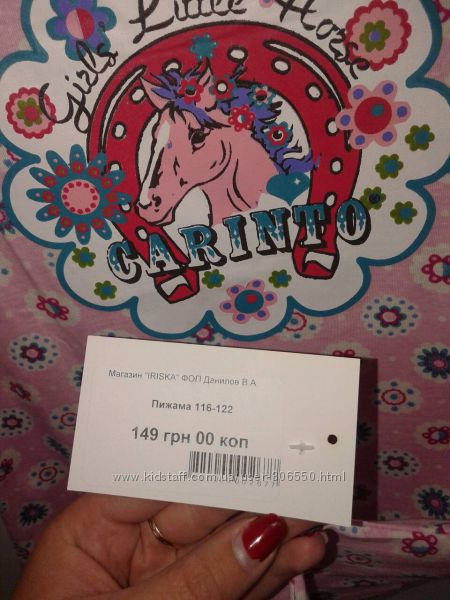 Girls' Little Horse
CARINTO
Магазин "IRISKA" ФОП Данилов В.А.
Пижама 116-122
149 грн 00 коп
www.kidstaff.com.ua/user-806550.html